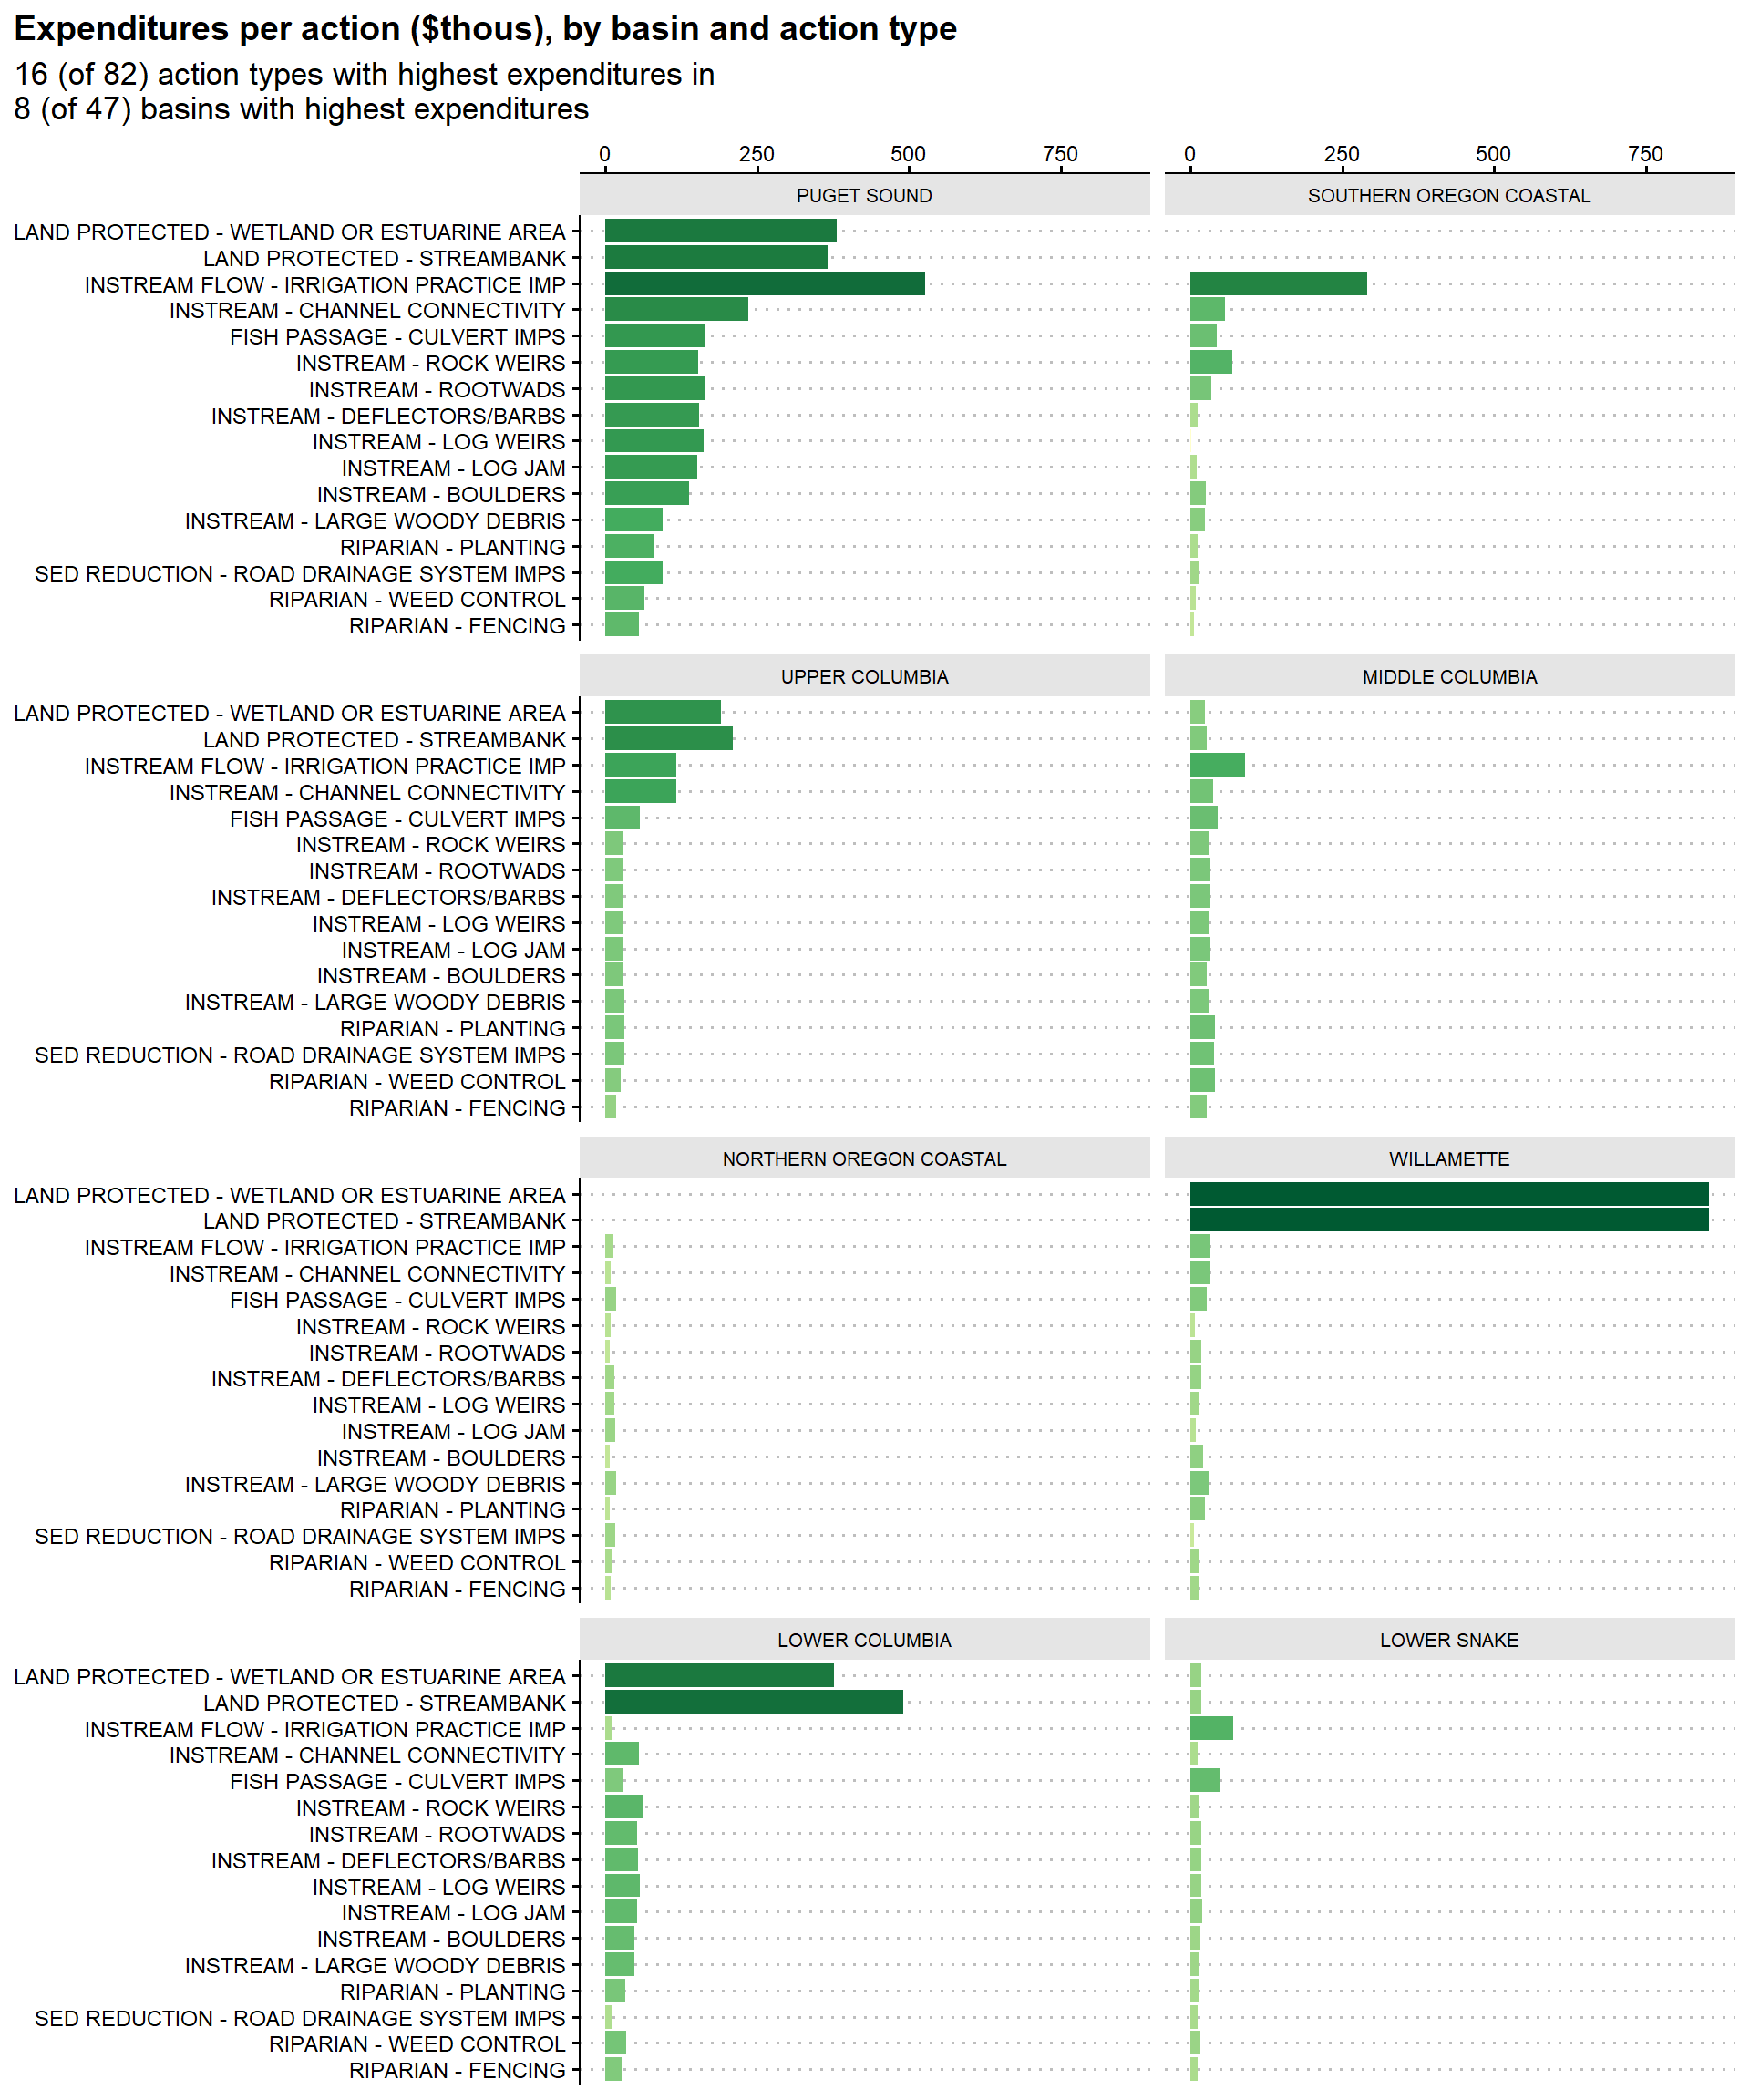 Expenditures per action ($thous), by basin and action type
16 (of 82) action types with highest expenditures in
8 (of 47) basins with highest expenditures
0 250 500 750 0 250 500 750
PUGET SOUND SOUTHERN OREGON COASTAL
LAND PROTECTED - WETLAND OR ESTUARINE AREA
LAND PROTECTED - STREAMBANK
INSTREAM FLOW - IRRIGATION PRACTICE IMP
INSTREAM - CHANNEL CONNECTIVITY
FISH PASSAGE - CULVERT IMPS
INSTREAM - ROCK WEIRS
INSTREAM - ROOTWADS
INSTREAM - DEFLECTORS/BARBS
INSTREAM - LOG WEIRS
INSTREAM - LOG JAM
INSTREAM - BOULDERS
INSTREAM - LARGE WOODY DEBRIS
RIPARIAN - PLANTING
SED REDUCTION - ROAD DRAINAGE SYSTEM IMPS
RIPARIAN - WEED CONTROL
RIPARIAN - FENCING
UPPER COLUMBIA MIDDLE COLUMBIA
LAND PROTECTED - WETLAND OR ESTUARINE AREA
LAND PROTECTED - STREAMBANK
INSTREAM FLOW - IRRIGATION PRACTICE IMP
INSTREAM - CHANNEL CONNECTIVITY
FISH PASSAGE - CULVERT IMPS
INSTREAM - ROCK WEIRS
INSTREAM - ROOTWADS
INSTREAM - DEFLECTORS/BARBS
INSTREAM - LOG WEIRS
INSTREAM - LOG JAM
INSTREAM - BOULDERS
INSTREAM - LARGE WOODY DEBRIS
RIPARIAN - PLANTING
SED REDUCTION - ROAD DRAINAGE SYSTEM IMPS
RIPARIAN - WEED CONTROL
RIPARIAN - FENCING
NORTHERN OREGON COASTAL WILLAMETTE
LAND PROTECTED - WETLAND OR ESTUARINE AREA
LAND PROTECTED - STREAMBANK
INSTREAM FLOW - IRRIGATION PRACTICE IMP
INSTREAM - CHANNEL CONNECTIVITY
FISH PASSAGE - CULVERT IMPS
INSTREAM - ROCK WEIRS
INSTREAM - ROOTWADS
INSTREAM - DEFLECTORS/BARBS
INSTREAM - LOG WEIRS
INSTREAM - LOG JAM
INSTREAM - BOULDERS
INSTREAM - LARGE WOODY DEBRIS
RIPARIAN - PLANTING
SED REDUCTION - ROAD DRAINAGE SYSTEM IMPS
RIPARIAN - WEED CONTROL
RIPARIAN - FENCING
LOWER COLUMBIA LOWER SNAKE
LAND PROTECTED - WETLAND OR ESTUARINE AREA
LAND PROTECTED - STREAMBANK
INSTREAM FLOW - IRRIGATION PRACTICE IMP
INSTREAM - CHANNEL CONNECTIVITY
FISH PASSAGE - CULVERT IMPS
INSTREAM - ROCK WEIRS
INSTREAM - ROOTWADS
INSTREAM - DEFLECTORS/BARBS
INSTREAM - LOG WEIRS
INSTREAM - LOG JAM
INSTREAM - BOULDERS
INSTREAM - LARGE WOODY DEBRIS
RIPARIAN - PLANTING
SED REDUCTION - ROAD DRAINAGE SYSTEM IMPS
RIPARIAN - WEED CONTROL
RIPARIAN - FENCING